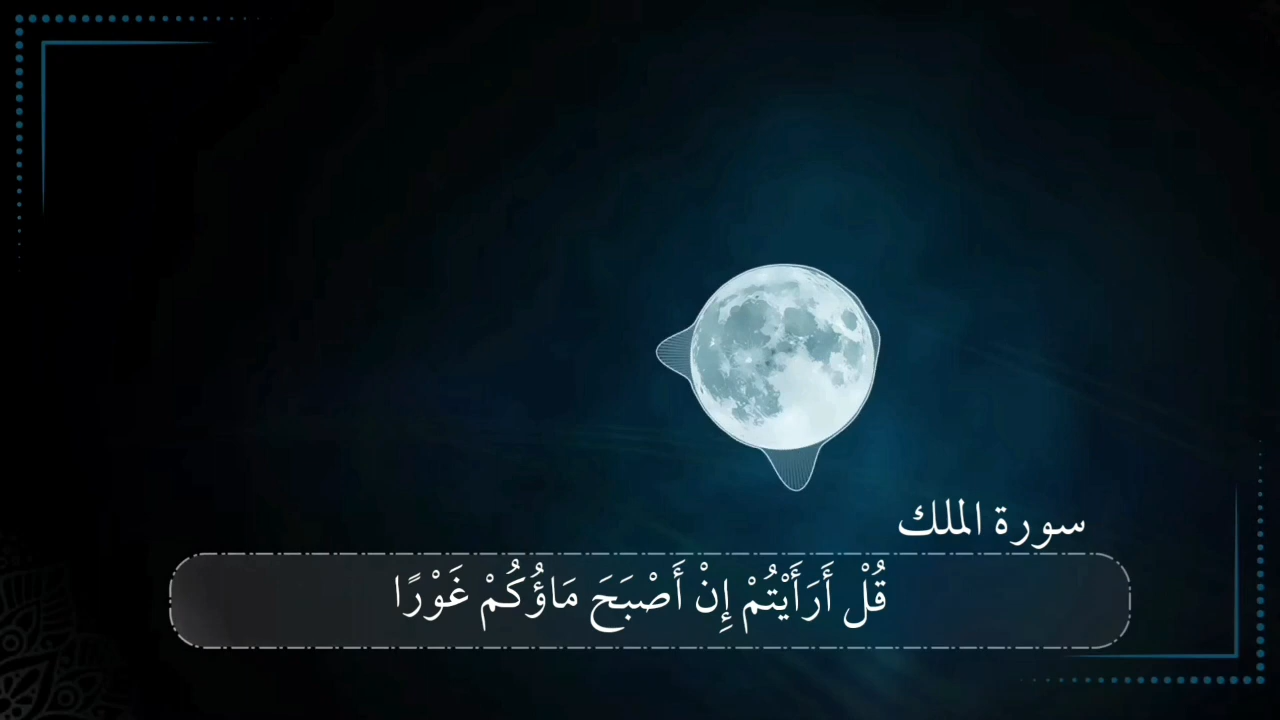 سورة الملك
قُلْ أَرَأَيْتُمْ إِنْ أَصْبَحَ مَاؤُكُمْ غَوْرًا